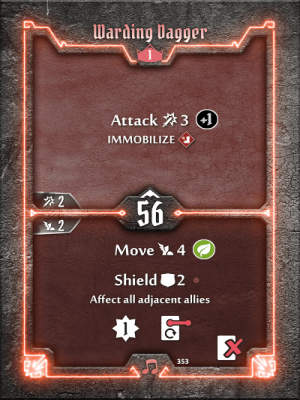 Warding Dagger
1
Attack 3 +1
IMMOBILIZE
2
56
2
Move 4
Shield 2
Affect all adjacent allies
1
353